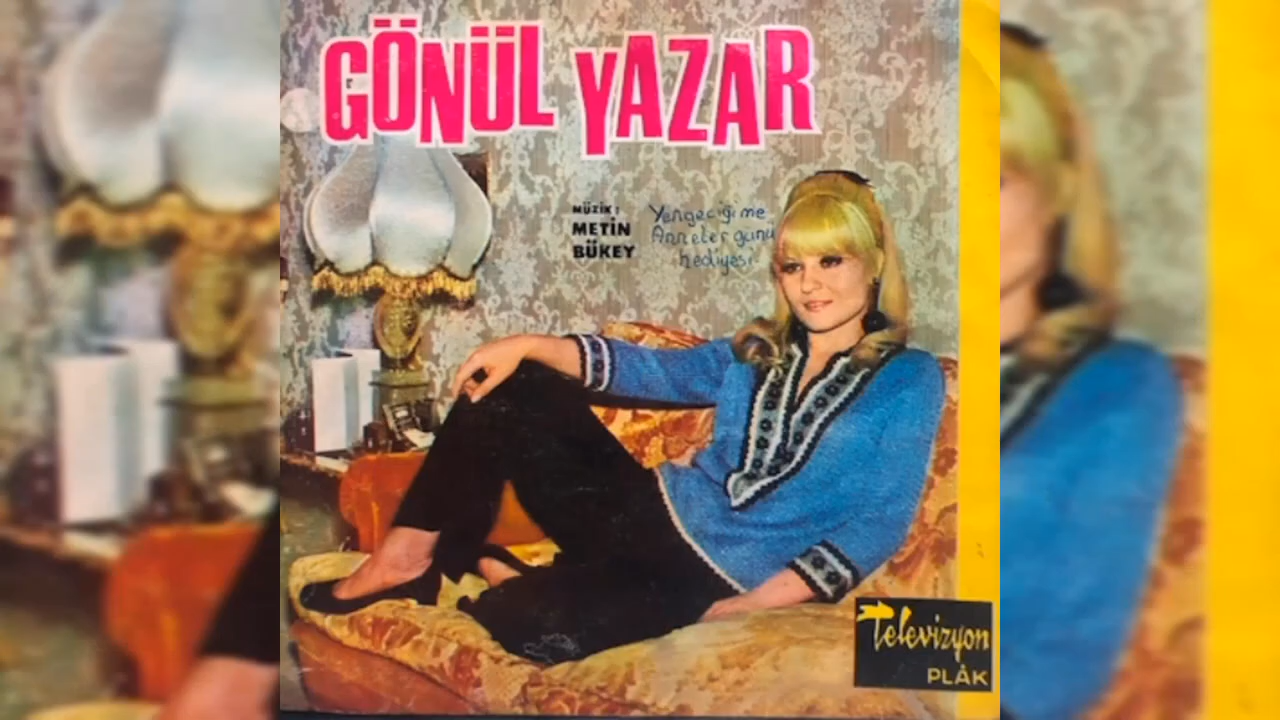 GÖNÜL YAZAR
MÜZİK:
METİN
BÜKEY
Yengeciğime
Anneler günü
hediyesi.
Televizyon
PLÂK